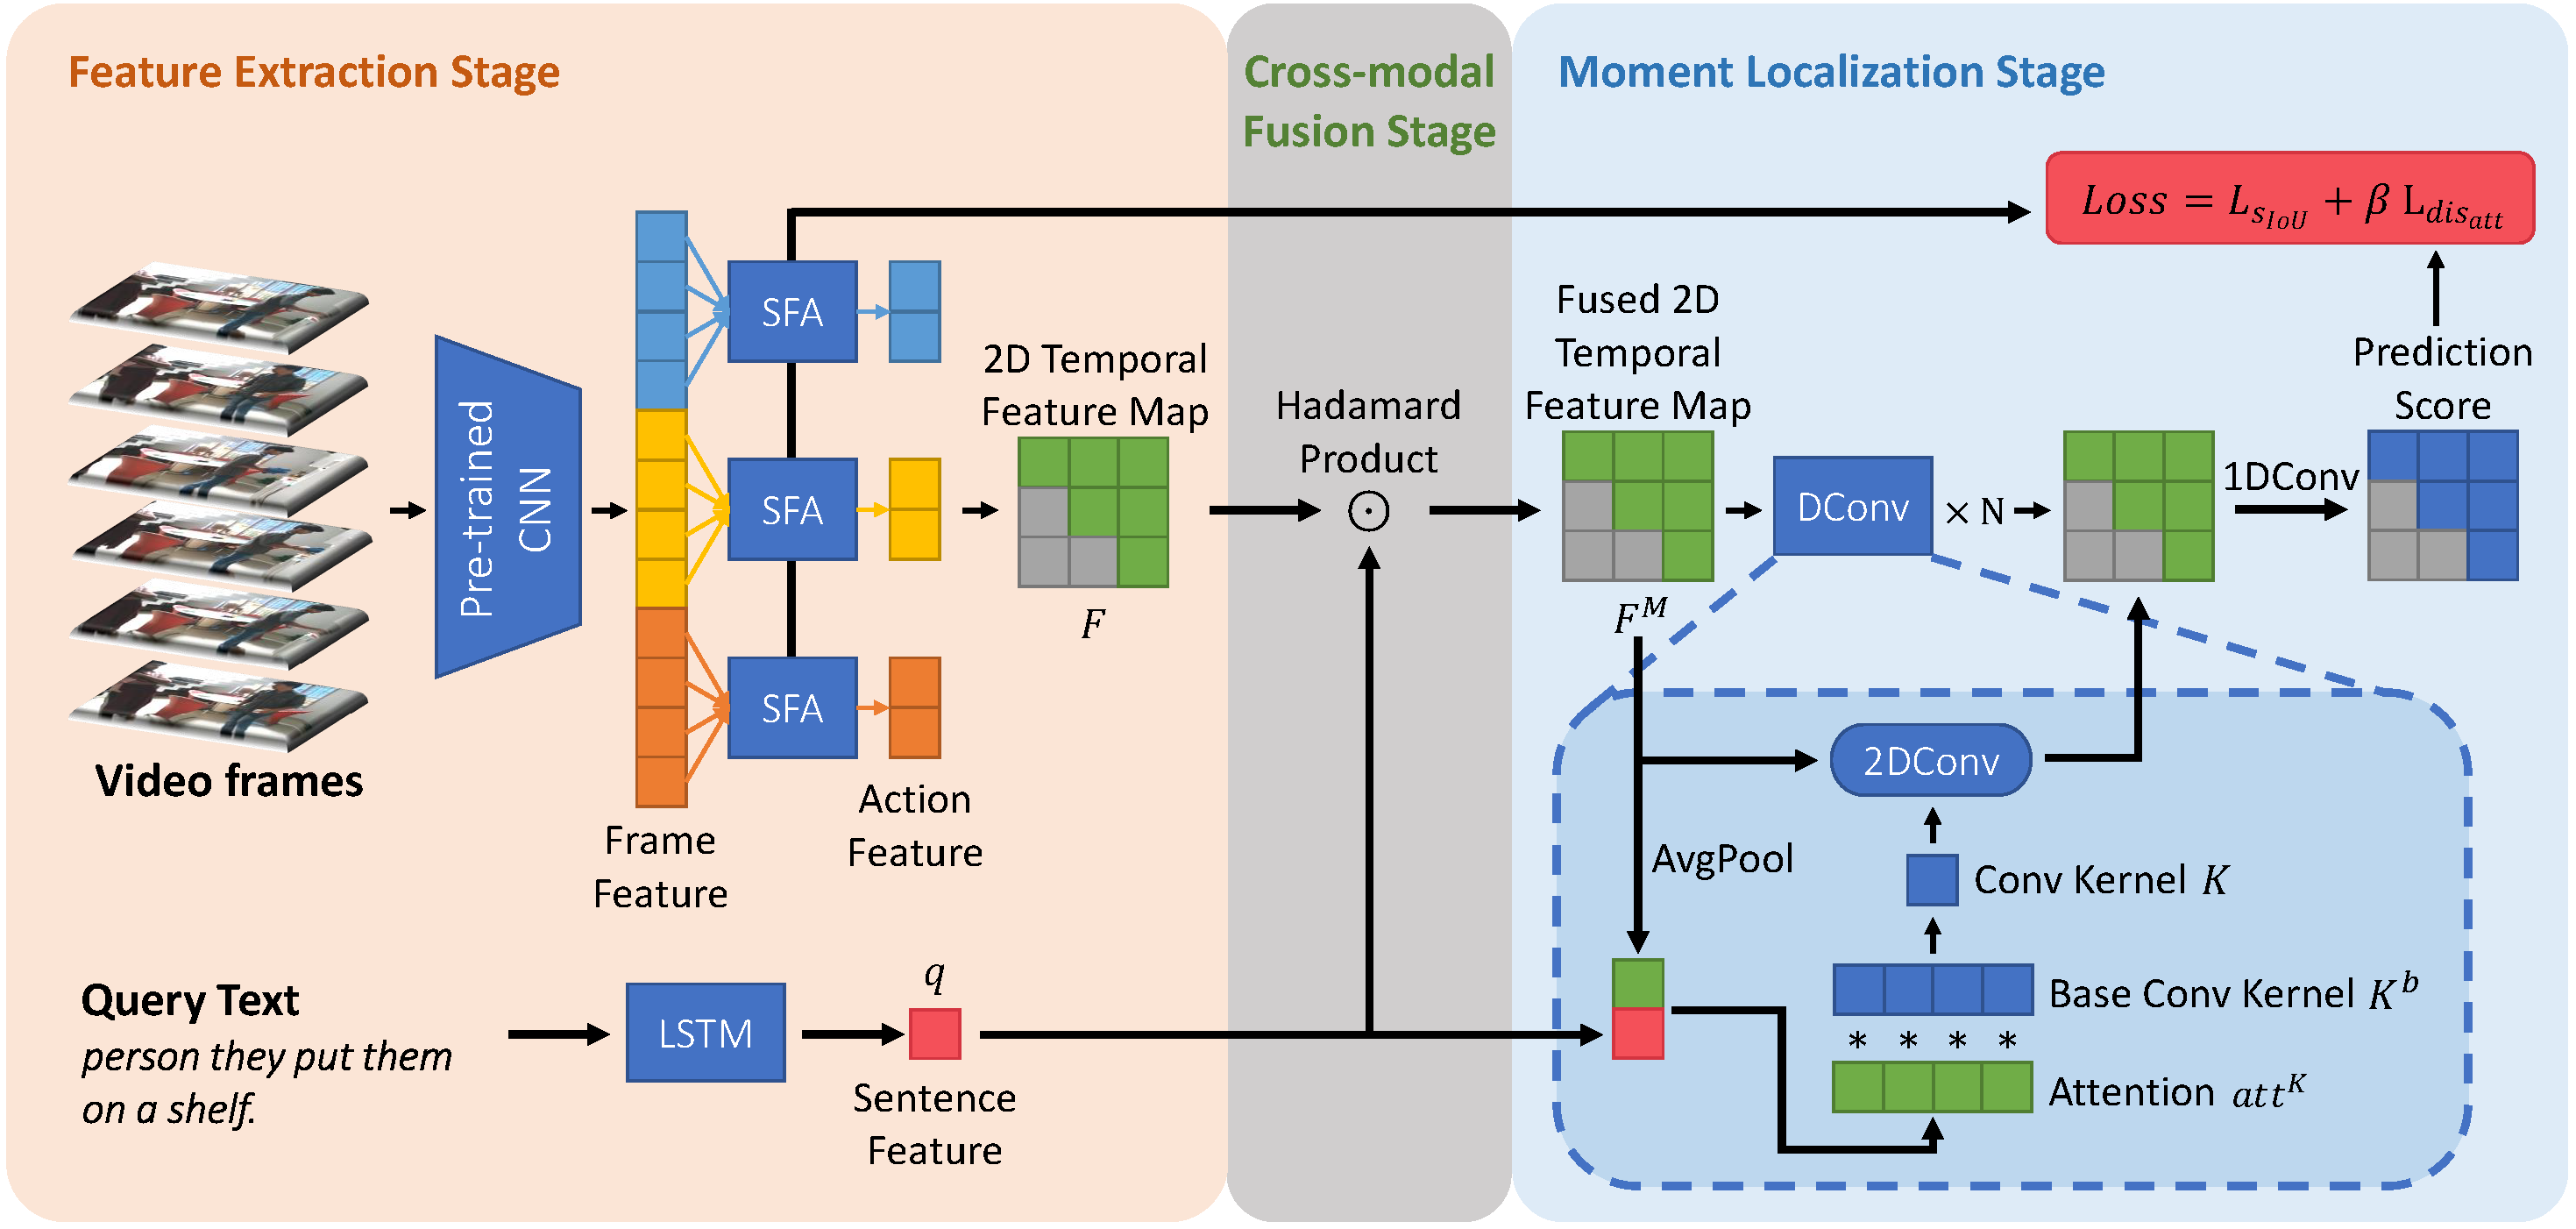 Feature Extraction Stage
Cross-modal
Fusion Stage
Moment Localization Stage
Loss = L_{s_{IoU}} + β L_{dis_{att}}
SFA
SFA
SFA
Pre-trained
CNN
Video frames
Frame
Feature
Action
Feature
2D Temporal
Feature Map
F
Query Text
person they put them
on a shelf.
LSTM
q
Sentence
Feature
Hadamard
Product
⊙
Fused 2D
Temporal
Feature Map
F^M
DConv
× N
1DConv
Prediction
Score
2DConv
AvgPool
Conv Kernel K
Base Conv Kernel K^b
* * * *
Attention att^K